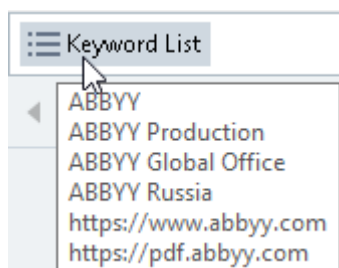 Keyword List
ABBYY
ABBYY Production
ABBYY Global Office
ABBYY Russia
https://www.abbyy.com
https://pdf.abbyy.com